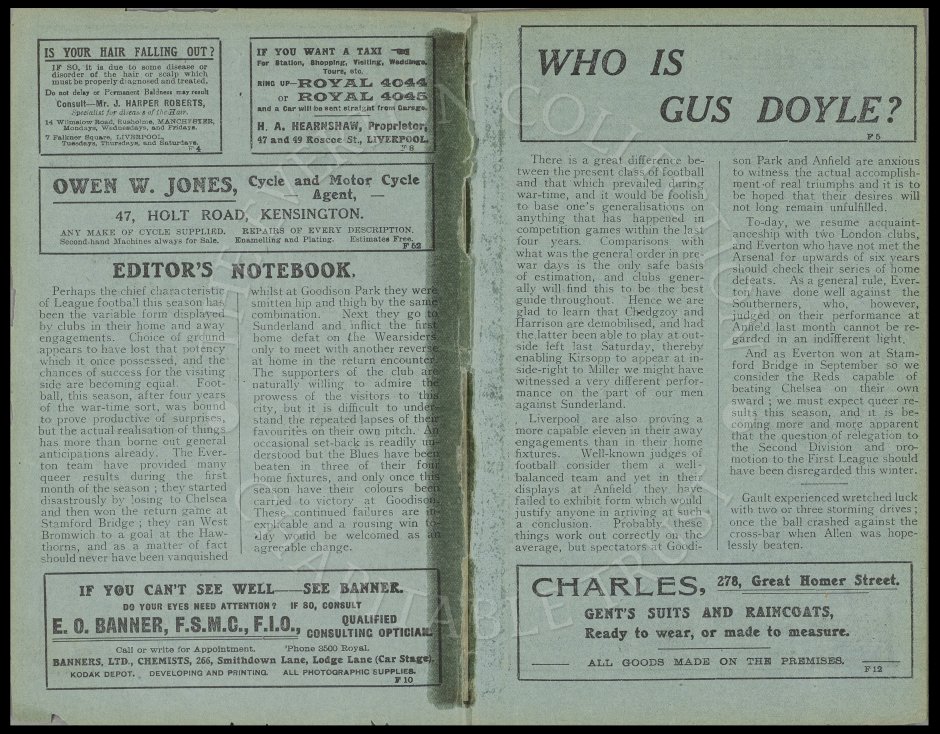 IS YOUR HAIR FALLING OUT?
IF SO, it is due to some disease or
disorder of the hair or scalp which
must be properly diagnosed and treated.
Do not delay or Permanent Baldness may result
Consult—Mr. J. HARPER ROBERTS,
Specialist for diseases of the Hair.
14 Wilmslow Road, Rusholme, MANCHESTER,
Mondays, Wednesdays, and Fridays.
7 Falkner Square, LIVERPOOL,
Tuesdays, Thursdays, and Saturdays.
F 4
IF YOU WANT A TAXI
For Station, Shopping, Visiting, Weddings,
Tours, etc.
RING UP—ROYAL 4044
or ROYAL 4045
and a Car will be sent straight from Garage.
H. A. HEARNSHAW, Proprietor,
47 and 49 Roscoe St., LIVERPOOL.
F 8
OWEN W. JONES, Cycle and Motor Cycle
Agent, —
47, HOLT ROAD, KENSINGTON.
ANY MAKE OF CYCLE SUPPLIED. REPAIRS OF EVERY DESCRIPTION.
Second-hand Machines always for Sale. Enamelling and Plating. Estimates Free.
F 52
EDITOR'S NOTEBOOK.
Perhaps the chief characteristic
of League football this season has
been the variable form displayed
by clubs in their home and away
engagements. Choice of ground
appears to have lost that potency
which it once possessed, and the
chances of success for the visiting
side are becoming equal. Foot-
ball, this season, after four years
of the war-time sort, was bound
to prove productive of surprises,
but the actual realisation of things
has more than borne out general
anticipations already. The Ever-
ton team have provided many
queer results during the first
month of the season ; they started
disastrously by losing to Chelsea
and then won the return game at
Stamford Bridge ; they ran West
Bromwich to a goal at the Haw-
thorns, and as a matter of fact
should never have been vanquished
whilst at Goodison Park they were
smitten hip and thigh by the same
combination. Next they go to
Sunderland and inflict the first
home defat on the Wearsiders
only to meet with another reverse
at home in the return encounter.
The supporters of the club are
naturally willing to admire the
prowess of the visitors to this
city, but it is difficult to under-
stand the repeated lapses of their
favourites on their own pitch. An
occasional set-back is readily un-
derstood but the Blues have been
beaten in three of their four
home fixtures, and only once this
season have their colours been
carried to victory at Goodison.
These continued failures are in-
explicable and a rousing win to-
day would be welcomed as an
agreeable change.
IF YOU CAN'T SEE WELL—SEE BANNER.
DO YOUR EYES NEED ATTENTION? IF SO, CONSULT
E. O. BANNER, F.S.M.C., F.I.O., QUALIFIED
CONSULTING OPTICIAN.
Call or write for Appointment. 'Phone 3500 Royal.
BANNERS, LTD., CHEMISTS, 266, Smithdown Lane, Lodge Lane (Car Stage).
KODAK DEPOT. DEVELOPING AND PRINTING. ALL PHOTOGRAPHIC SUPPLIES.
F 10
WHO IS
GUS DOYLE?
F 5
There is a great difference be-
tween the present class of football
and that which prevailed during
war-time, and it would be foolish
to base one's generalisations on
anything that has happened in
competition games within the last
four years. Comparisons with
what was the general order in pre-
war days is the only safe basis
of estimation, and clubs gener-
ally will find this to be the best
guide throughout. Hence we are
glad to learn that Chedgzoy and
Harrison are demobilised, and had
the latter been able to play at out-
side left last Saturday, thereby
enabling Kirsopp to appear at in-
side-right to Miller we might have
witnessed a very different perfor-
mance on the part of our men
against Sunderland.
Liverpool are also proving a
more capable eleven in their away
engagements than in their home
fixtures. Well-known judges of
football consider them a well-
balanced team and yet in their
displays at Anfield they have
failed to exhibit form which would
justify anyone in arriving at such
a conclusion. Probably these
things work out correctly on the
average, but spectators at Goodi-
son Park and Anfield are anxious
to witness the actual accomplish-
ment of real triumphs and it is to
be hoped that their desires will
not long remain unfulfilled.
To-day, we resume acquaint-
anceship with two London clubs,
and Everton who have not met the
Arsenal for upwards of six years
should check their series of home
defeats. As a general rule, Ever-
ton have done well against the
Southerners, who, however,
judged on their performance at
Anfield last month cannot be re-
garded in an indifferent light.
And as Everton won at Stam-
ford Bridge in September so we
consider the Reds capable of
beating Chelsea on their own
sward ; we must expect queer re-
sults this season, and it is be-
coming more and more apparent
that the question of relegation to
the Second Division and pro-
motion to the First League should
have been disregarded this winter.
Gault experienced wretched luck
with two or three storming drives ;
once the ball crashed against the
cross-bar when Allen was hope-
lessly beaten.
CHARLES, 278, Great Homer Street.
GENT'S SUITS AND RAINCOATS,
Ready to wear, or made to measure.
ALL GOODS MADE ON THE PREMISES.
F 12